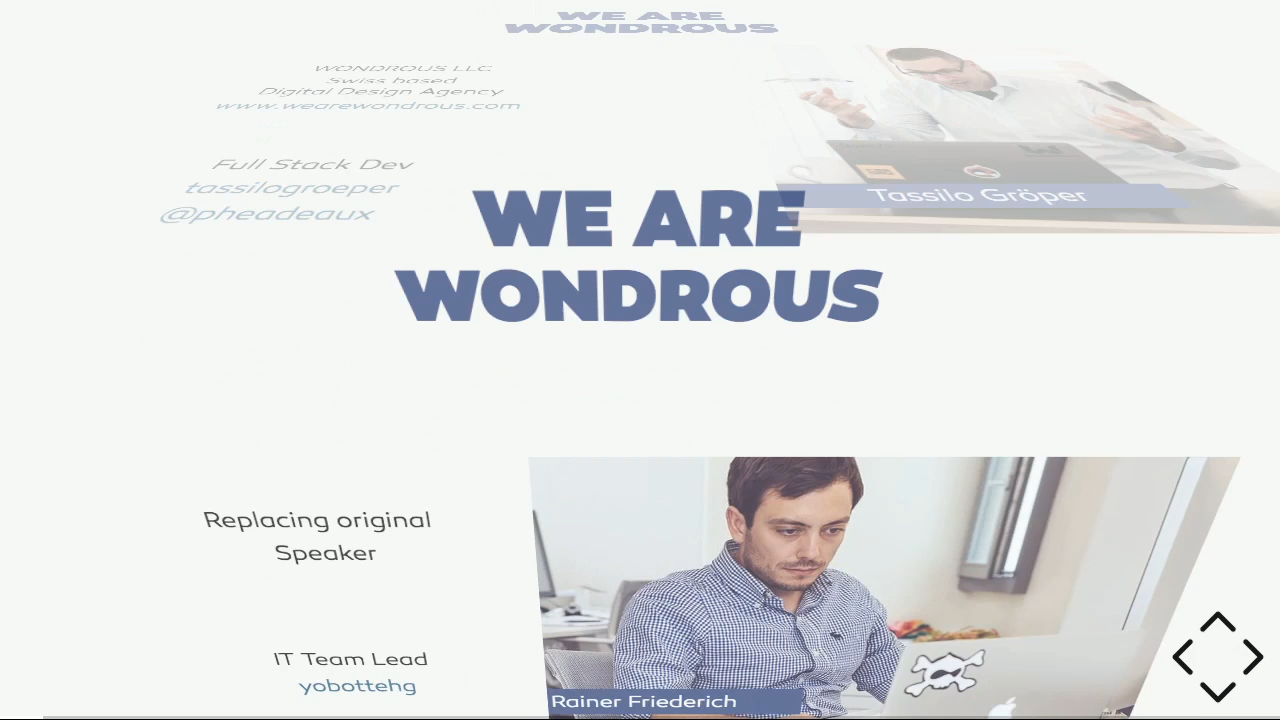 WE ARE
WONDROUS
WONDROUS LLC
Swiss based
Digital Design Agency
www.wearewondrous.com
Full Stack Dev
tassilogroeper
@pheadeaux
Tassilo Gröper
WE ARE
WONDROUS
Replacing original
Speaker
IT Team Lead
yobottehg
Rainer Friederich